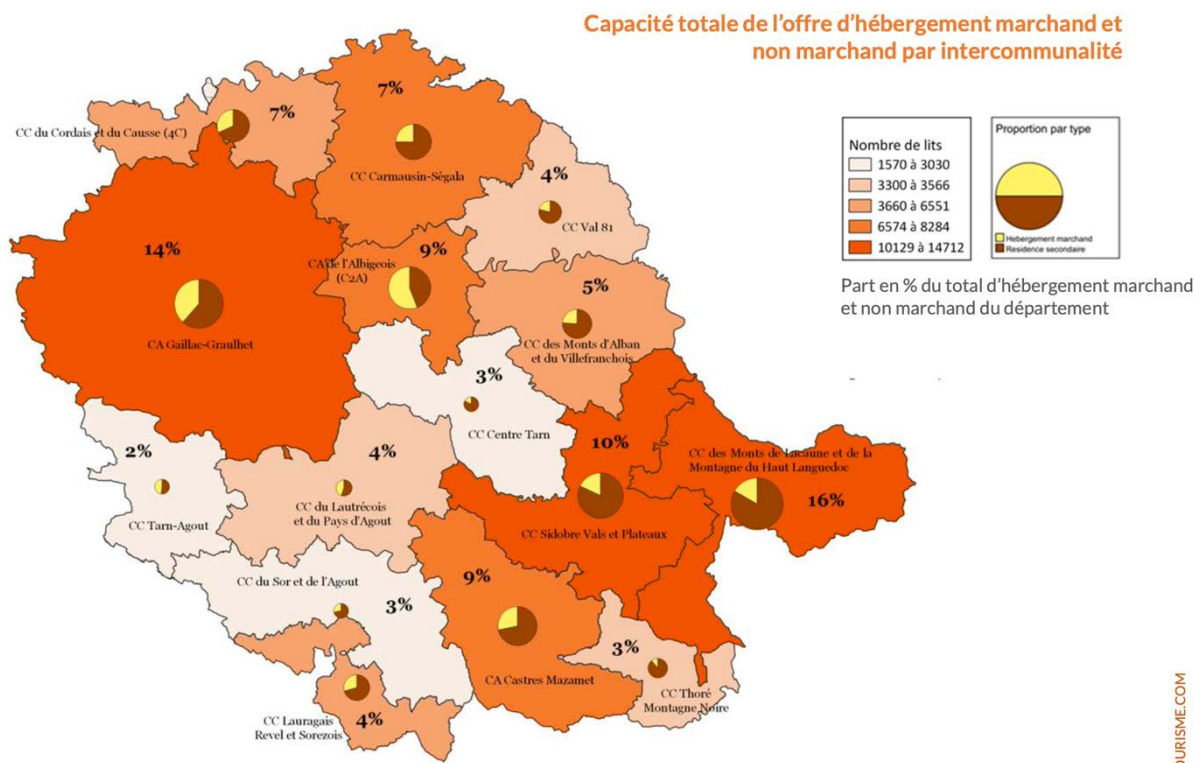 Capacité totale de l'offre d'hébergement marchand et
non marchand par intercommunalité
Nombre de lits
1570 à 3030
3300 à 3566
3660 à 6551
6574 à 8284
10129 à 14712
Proportion par type
Hebergement marchand
Residence secondaire
Part en % du total d'hébergement marchand
et non marchand du département
7%
CC du Cordais et du Causse (4C)
7%
CC Carmausin-Ségala
4%
CC Val 81
14%
CA Gaillac-Graulhet
9%
CA de l'Albigeois
(C2A)
5%
CC des Monts d'Alban
et du Villefranchois
3%
CC Centre Tarn
2%
CC Tarn-Agout
4%
CC du Lautrécois
et du Pays d'Agout
10%
CC Sidobre Vals et Plateaux
CC des Monts de Lacaune et de la
Montagne du Haut Languedoc
16%
CC du Sor et de l'Agout
3%
9%
CA Castres Mazamet
3%
CC Thoré
Montagne Noire
CC Lauragais
Revel et Sorezois
4%
OURISME.COM